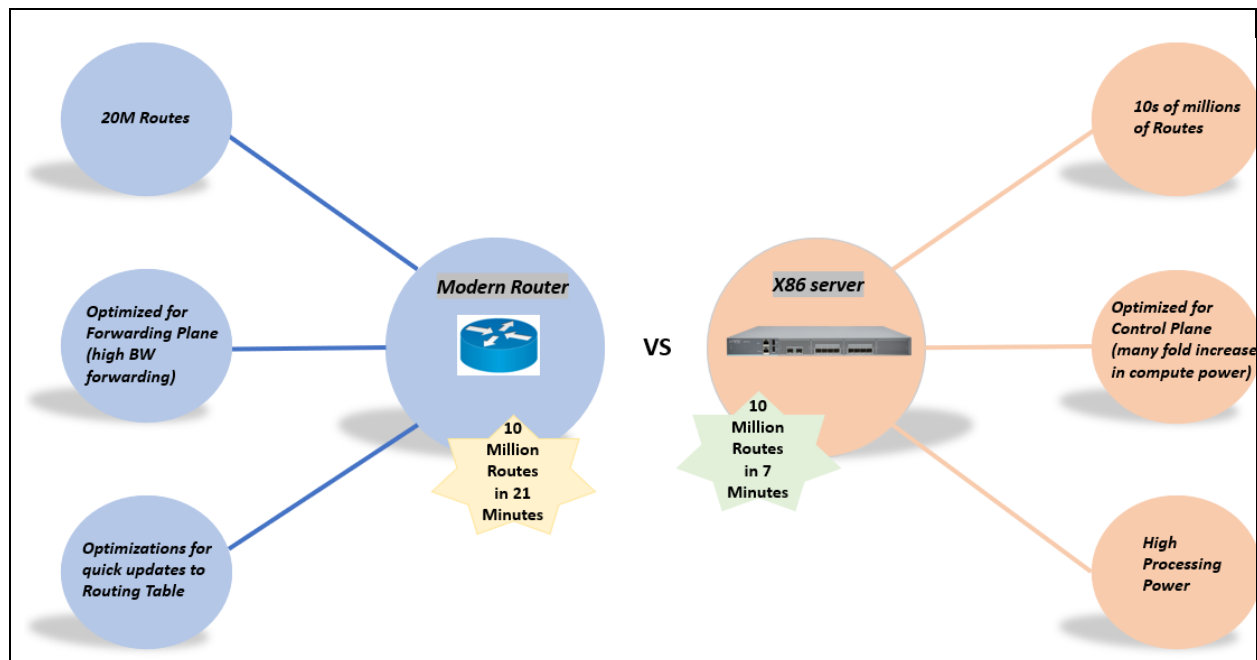 20M Routes
Optimized for
Forwarding Plane
(high BW
forwarding)
Optimizations for
quick updates to
Routing Table
Modern Router
10
Million
Routes
in 21
Minutes
VS
X86 server
10
Million
Routes
in 7
Minutes
10s of millions
of Routes
Optimized for
Control Plane
(many fold increase
in compute power)
High
Processing
Power